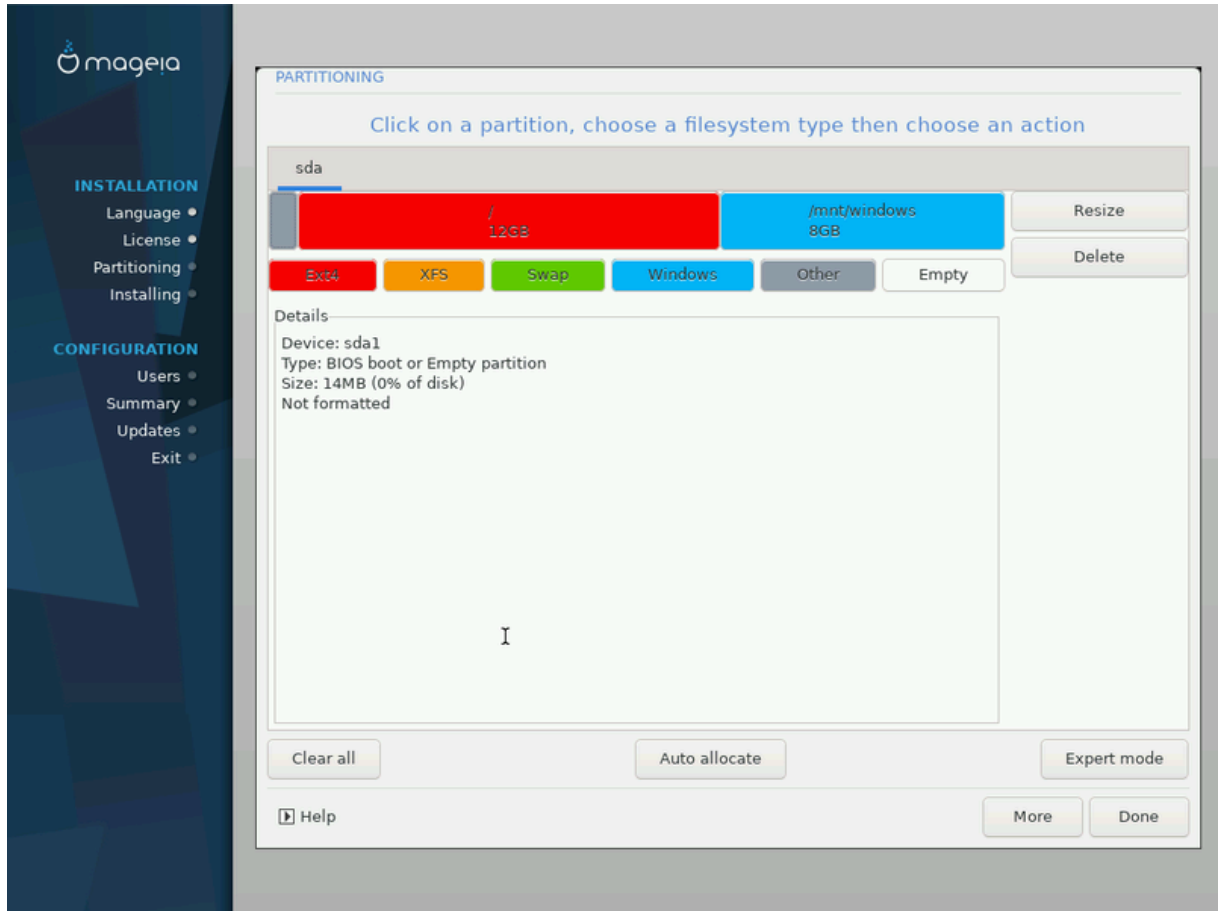 mageia
INSTALLATION
Language
License
Partitioning
Installing
CONFIGURATION
Users
Summary
Updates
Exit
PARTITIONING
Click on a partition, choose a filesystem type then choose an action
sda
/
12GB
/mnt/windows
8GB
Resize
Delete
Ext4
XFS
Swap
Windows
Other
Empty
Details
Device: sda1
Type: BIOS boot or Empty partition
Size: 14MB (0% of disk)
Not formatted
Clear all
Auto allocate
Expert mode
Help
More
Done